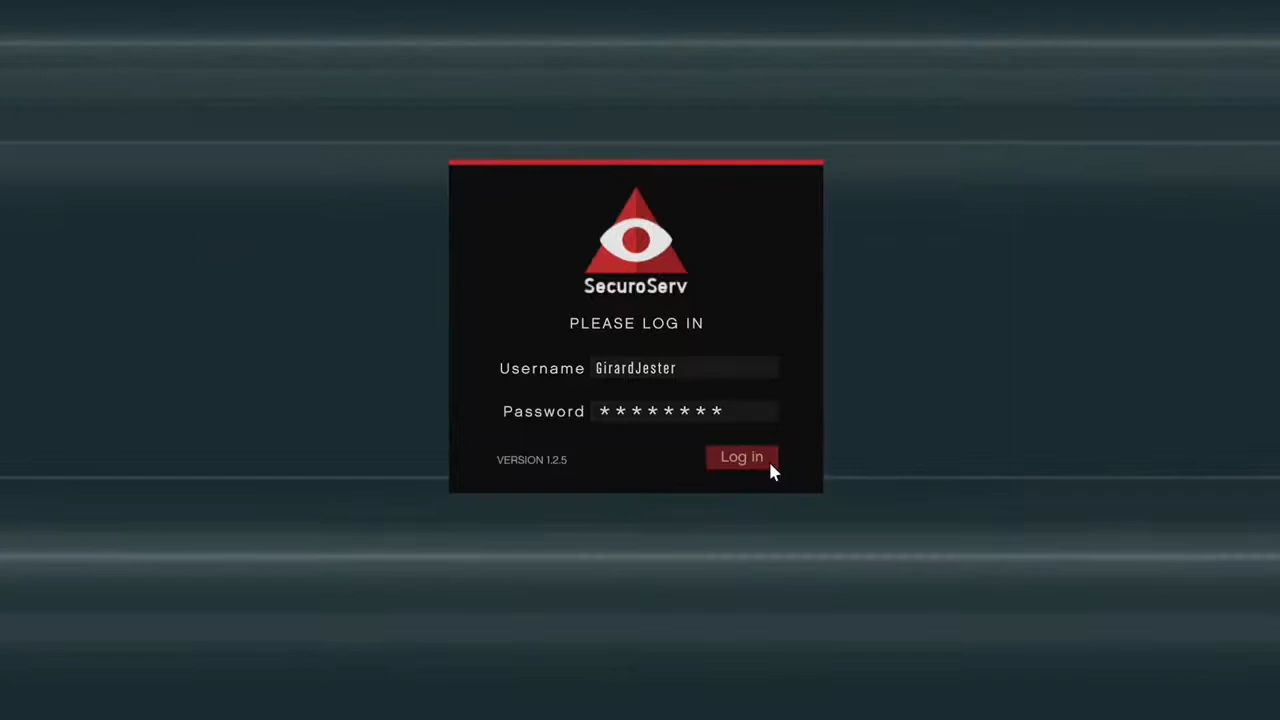 SecuroServ
PLEASE LOG IN
Username GirardJester
Password ********
VERSION 1.2.5 Log in